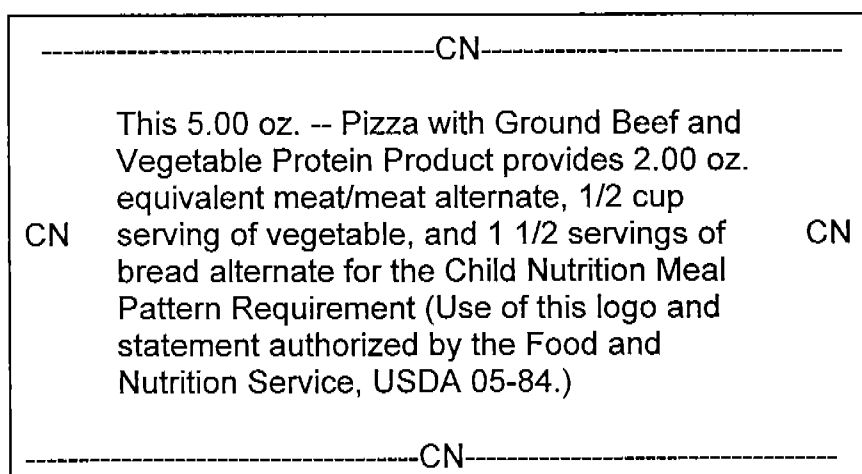 CN
This 5.00 oz. -- Pizza with Ground Beef and
Vegetable Protein Product provides 2.00 oz.
equivalent meat/meat alternate, 1/2 cup
CN serving of vegetable, and 1 1/2 servings of CN
bread alternate for the Child Nutrition Meal
Pattern Requirement (Use of this logo and
statement authorized by the Food and
Nutrition Service, USDA 05-84.)
CN